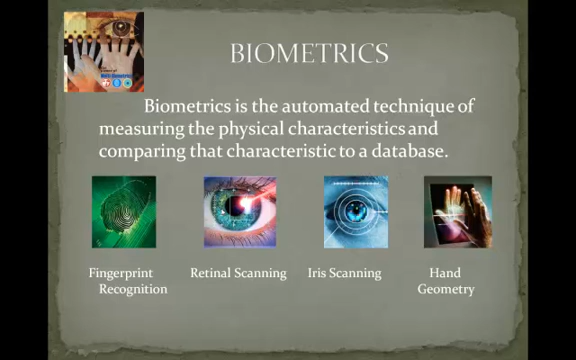 BIOMETRICS
Biometrics is the automated technique of
measuring the physical characteristics and
comparing that characteristic to a database.
Fingerprint
Recognition
Retinal Scanning
Iris Scanning
Hand
Geometry